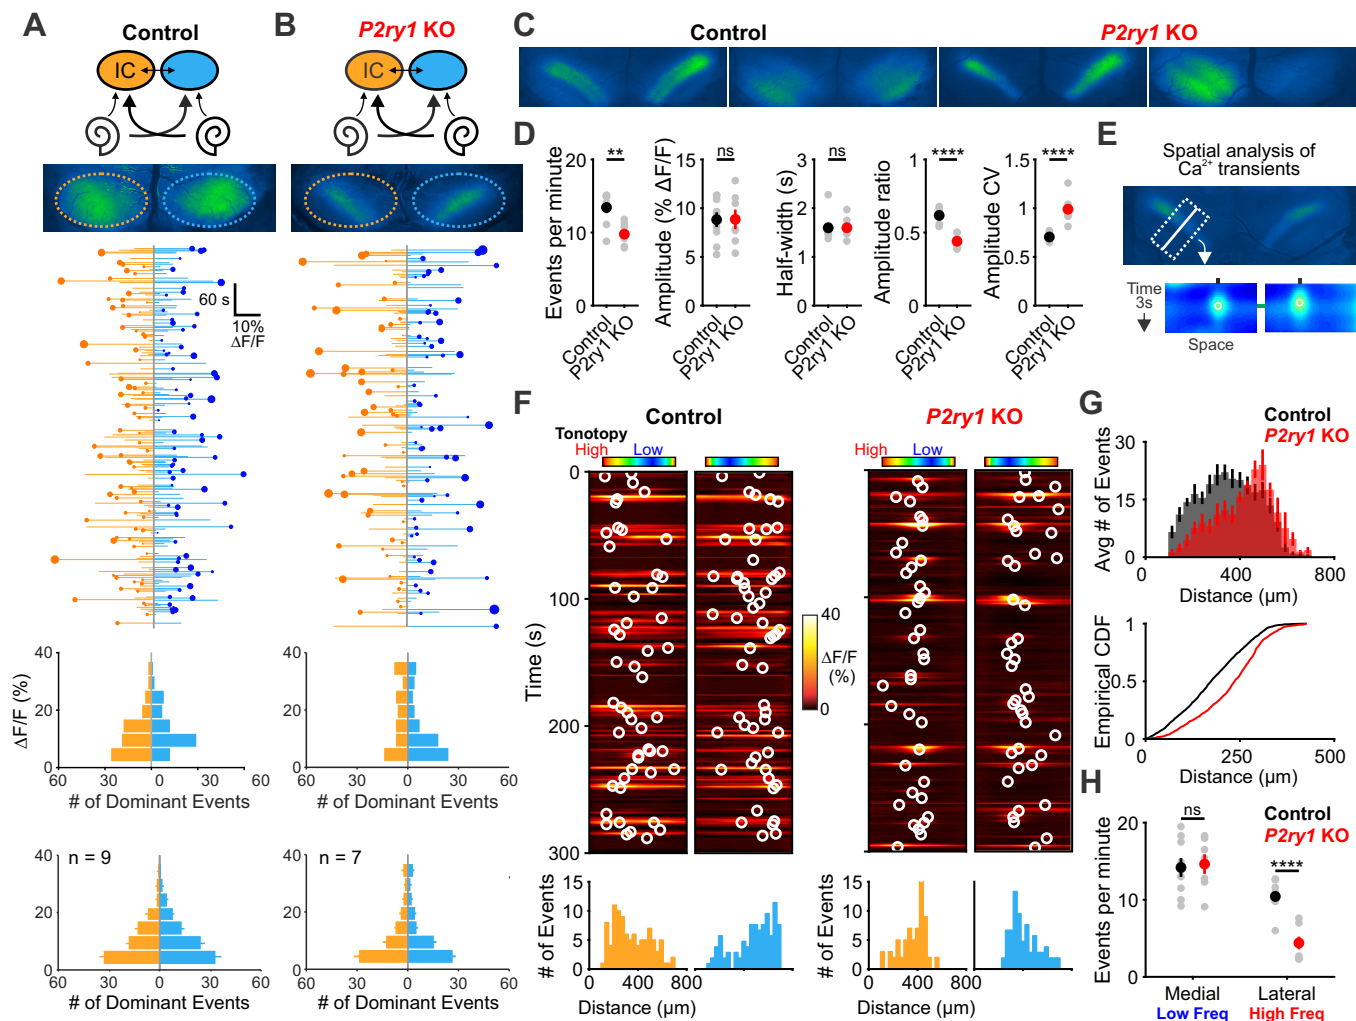 A
Control
IC
60 s
10%
ΔF/F
40
20
0
ΔF/F (%)
60 30 0 30 60
# of Dominant Events
n = 9
40
20
0
60 30 0 30 60
# of Dominant Events
B
P2ry1 KO
IC
40
20
0
60 30 0 30 60
# of Dominant Events
n = 7
40
20
0
60 30 0 30 60
# of Dominant Events
C
Control
P2ry1 KO
D
Events per minute
20
10
0
**
Control
P2ry1 KO
Amplitude (% ΔF/F)
15
10
5
0
ns
Control
P2ry1 KO
Half-width (s)
3
2
1
0
ns
Control
P2ry1 KO
Amplitude ratio
1
0.5
0
****
Control
P2ry1 KO
Amplitude CV
1.5
1
0.5
0
****
Control
P2ry1 KO
E
Spatial analysis of
Ca2+ transients
Time
3s
Space
F
Control
P2ry1 KO
Tonotopy
High Low
High Low
0
100
200
300
Time (s)
40
ΔF/F
(%)
0
15
10
5
0
# of Events
0 800
Distance (µm)
15
10
5
0
0 800
Distance (µm)
G
Control
P2ry1 KO
30
15
0
Avg # of Events
0 400 800
Distance (µm)
1
0.5
0
Empirical CDF
0 250 500
Distance (µm)
H
Control
P2ry1 KO
20
10
0
Events per minute
ns
****
Medial Lateral
Low Freq High Freq